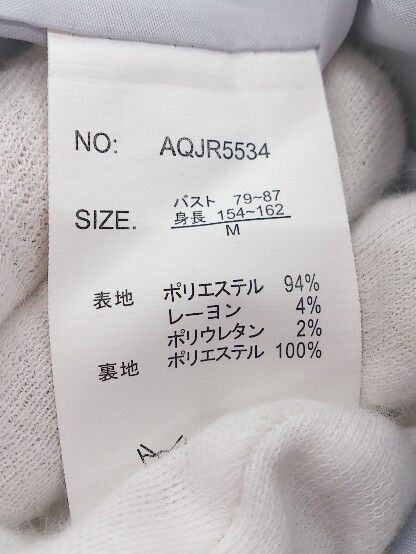 NO: AQJR5534
バスト 79~87
SIZE. 身長 154~162
M
表地 ポリエステル 94%
レーヨン 4%
ポリウレタン 2%
裏地 ポリエステル 100%